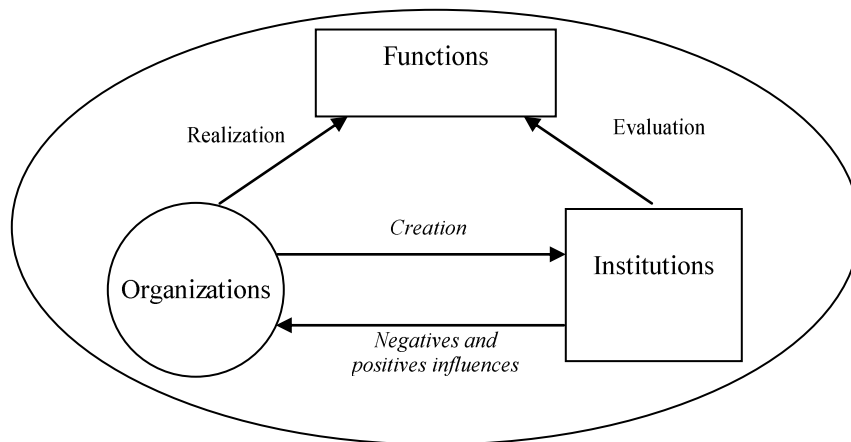 Functions
Realization
Evaluation
Creation
Organizations
Institutions
Negatives and
positives influences